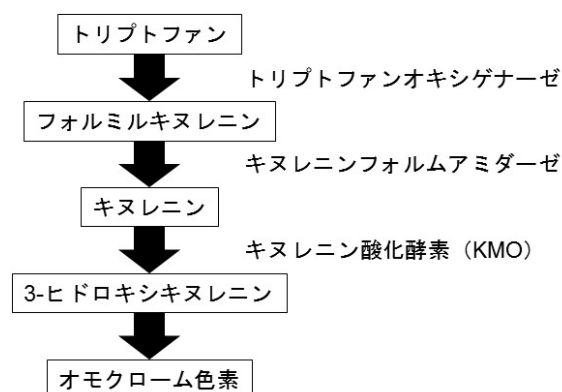 トリプトファン
トリプトファンオキシゲナーゼ
フォルミルキヌレニン
キヌレニンフォルムアミダーゼ
キヌレニン
キヌレニン酸化酵素（KMO）
3-ヒドロキシキヌレニン
オモクローム色素